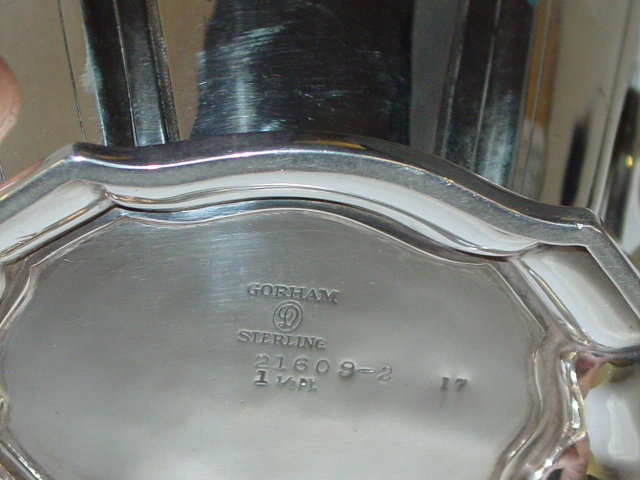 GORHAM
STERLING
21609-2
1 ½ Pt. 17